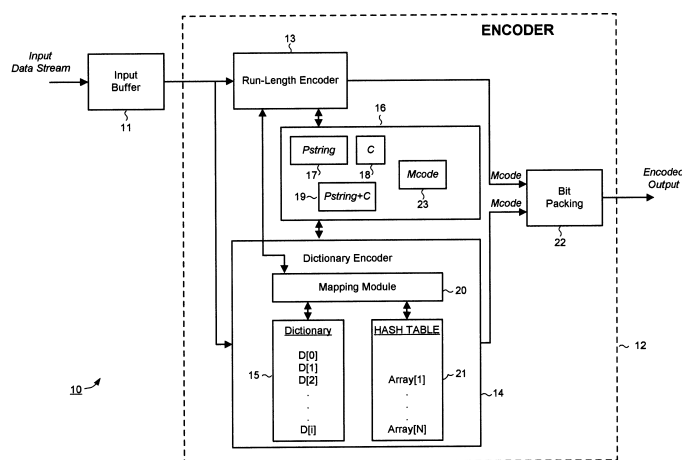 ENCODER
13
Input
Data Stream
Input
Buffer
11
Run-Length Encoder
16
Pstring
17
C
18
Mcode
23
19
Pstring+C
Mcode
Mcode
Bit
Packing
22
Encoded
Output
Dictionary Encoder
Mapping Module
20
Dictionary
D[0]
D[1]
D[2]
.
.
.
D[i]
15
HASH TABLE
Array[1]
.
.
.
Array[N]
21
14
12
10